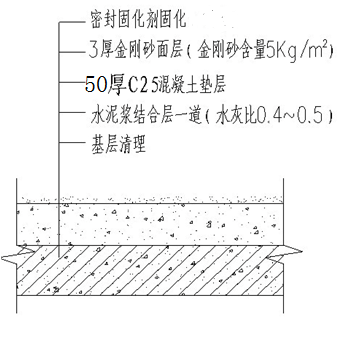 密封固化剂固化
3厚金刚砂面层(金刚砂含量5Kg/m²)
50厚C25混凝土垫层
水泥浆结合层一道(水灰比0.4~0.5)
基层清理